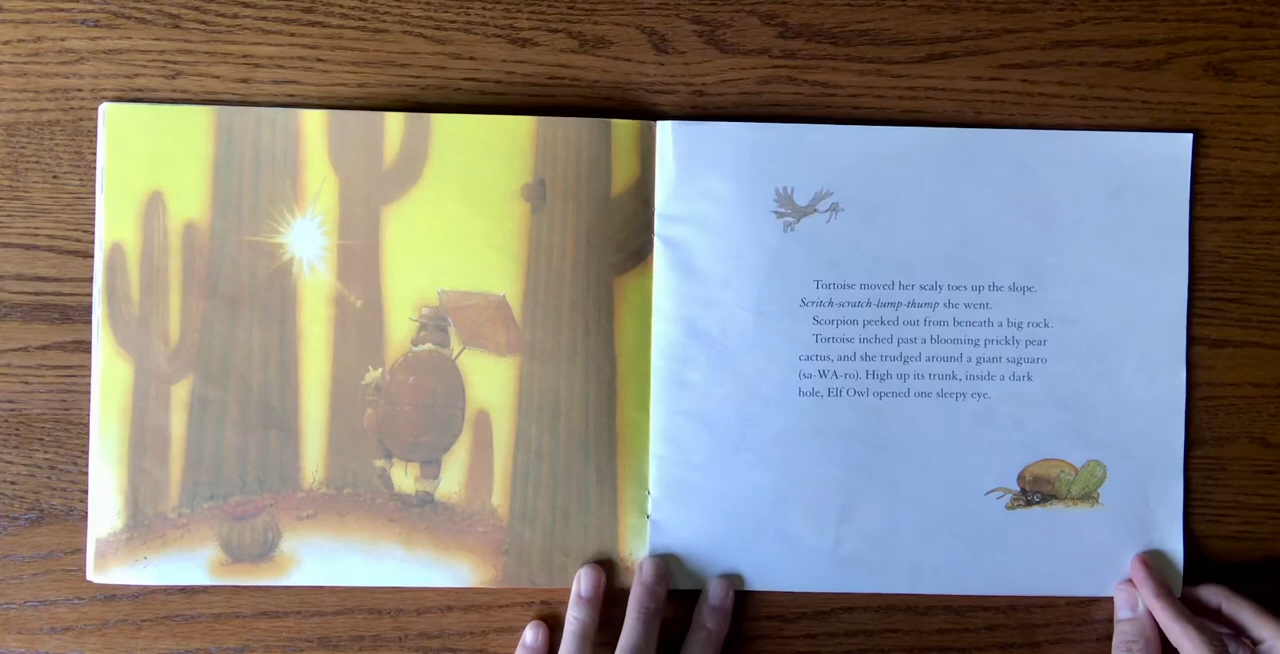 Tortoise moved her scaly toes up the slope.
Scritch-scratch-lump-thump she went.
Scorpion peeked out from beneath a big rock.
Tortoise inched past a blooming prickly pear
cactus, and she trudged around a giant saguaro
(sa-WA-ro). High up its trunk, inside a dark
hole, Elf Owl opened one sleepy eye.